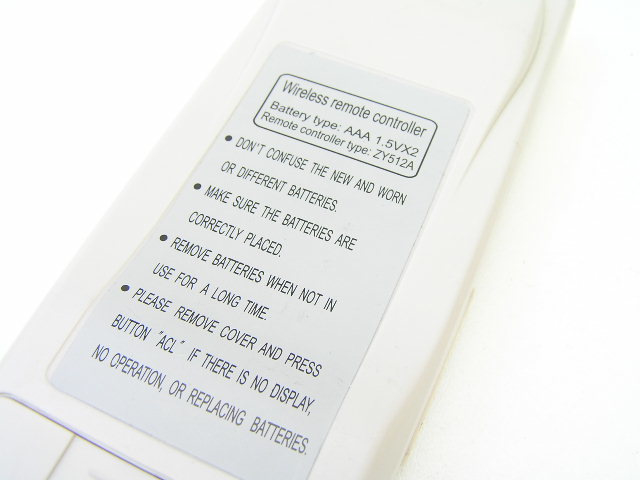 Wireless remote controller
Battery type: AAA 1.5VX2
Remote controller type: ZY512A
● DON'T CONFUSE THE NEW AND WORN
OR DIFFERENT BATTERIES.
● MAKE SURE THE BATTERIES ARE
CORRECTLY PLACED.
● REMOVE BATTERIES WHEN NOT IN
USE FOR A LONG TIME.
● PLEASE REMOVE COVER AND PRESS
BUTTON "ACL" IF THERE IS NO DISPLAY,
NO OPERATION, OR REPLACING BATTERIES.